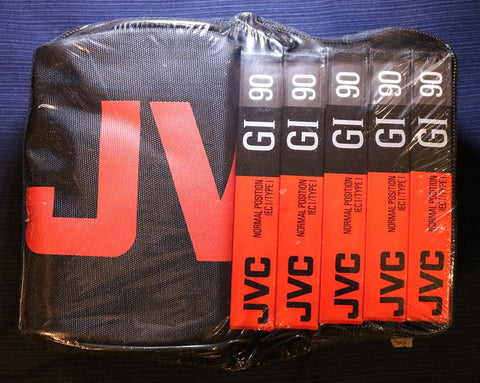 JV
GI 90
NORMAL POSITION
IEC I/TYPE I
JVC
GI 90
NORMAL POSITION
IEC I/TYPE I
JVC
GI 90
NORMAL POSITION
IEC I/TYPE I
JVC
GI 90
NORMAL POSITION
IEC I/TYPE I
JVC
GI 90
NORMAL POSITION
IEC I/TYPE I
JVC